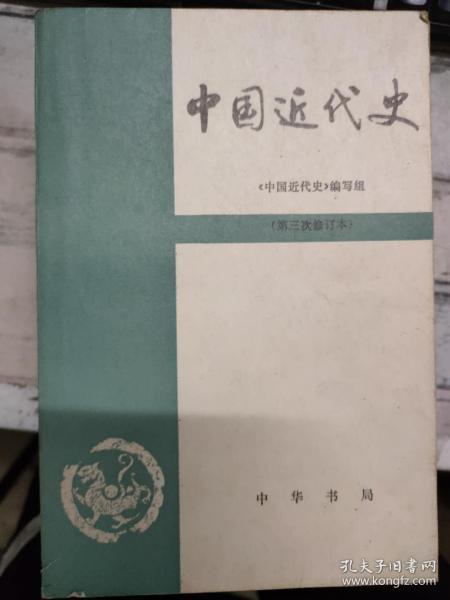 中国近代史
《中国近代史》编写组
(第三次修订本)
中华书局
孔夫子旧书网
www.kongfz.com